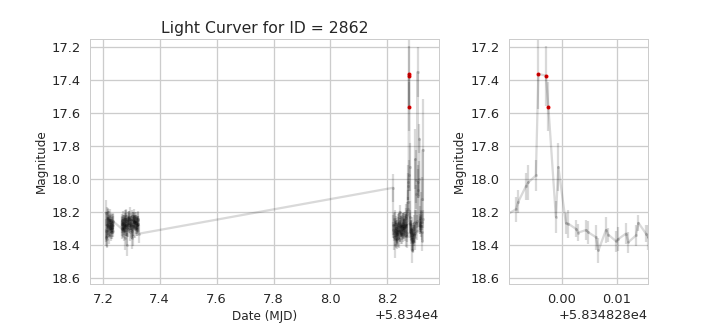 Light Curver for ID = 2862
17.2
17.4
17.6
17.8
18.0
18.2
18.4
18.6
Magnitude
7.2 7.4 7.6 7.8 8.0 8.2
Date (MJD)
+5.834e4
17.2
17.4
17.6
17.8
18.0
18.2
18.4
18.6
Magnitude
0.00 0.01
+5.834828e4